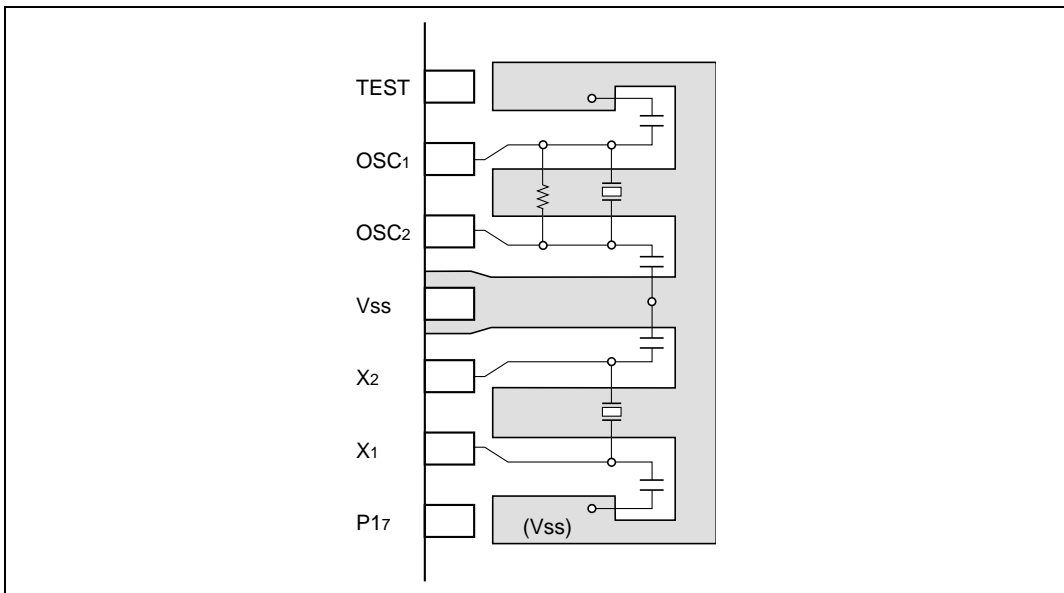 TEST
OSC1
OSC2
Vss
X2
X1
P17
(Vss)